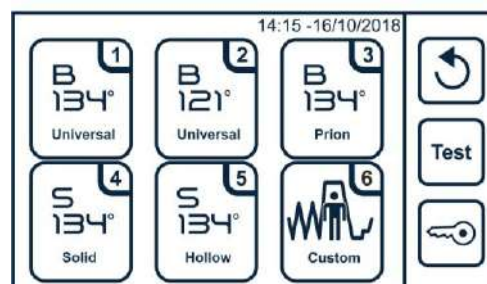 14:15 -16/10/2018
1
B
134°
Universal
2
B
121°
Universal
3
B
134°
Prion
4
S
134°
Solid
5
S
134°
Hollow
6
Custom
Test